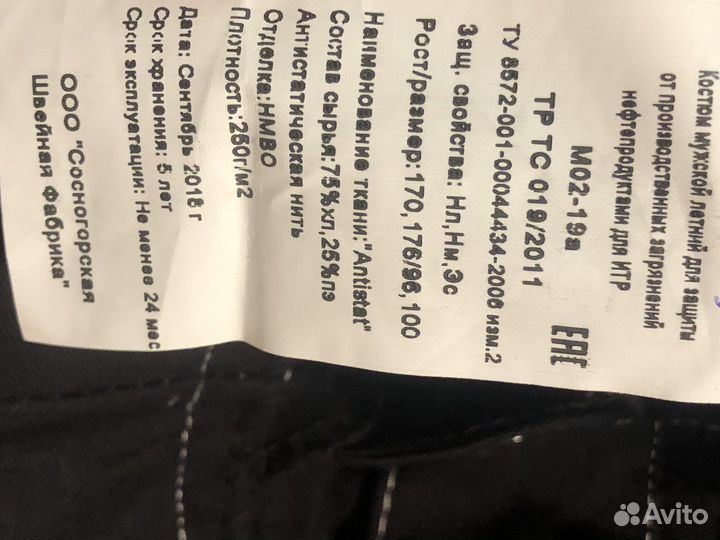 Костюм мужской летний для защиты
от производственных загрязнений
нефтепродуктами для ИТР
М02-19а
ТР ТС 019/2011
EAC
ТУ 8572-001-00044434-2006 изм.2
Защ. свойства: Нл,Нм,Эс
Рост/размер:170,176/96,100
Наименование ткани:"Antistat"
Состав сырья:75%хл,25%пэ
Антистатическая нить
Отделка:НМВО
Плотность:250г/м2
Дата: Сентябрь 2018 г
Срок хранения: 5 лет
Срок эксплуатации: Не менее 24 мес
ООО "Сосногорская
Швейная Фабрика"
Avito